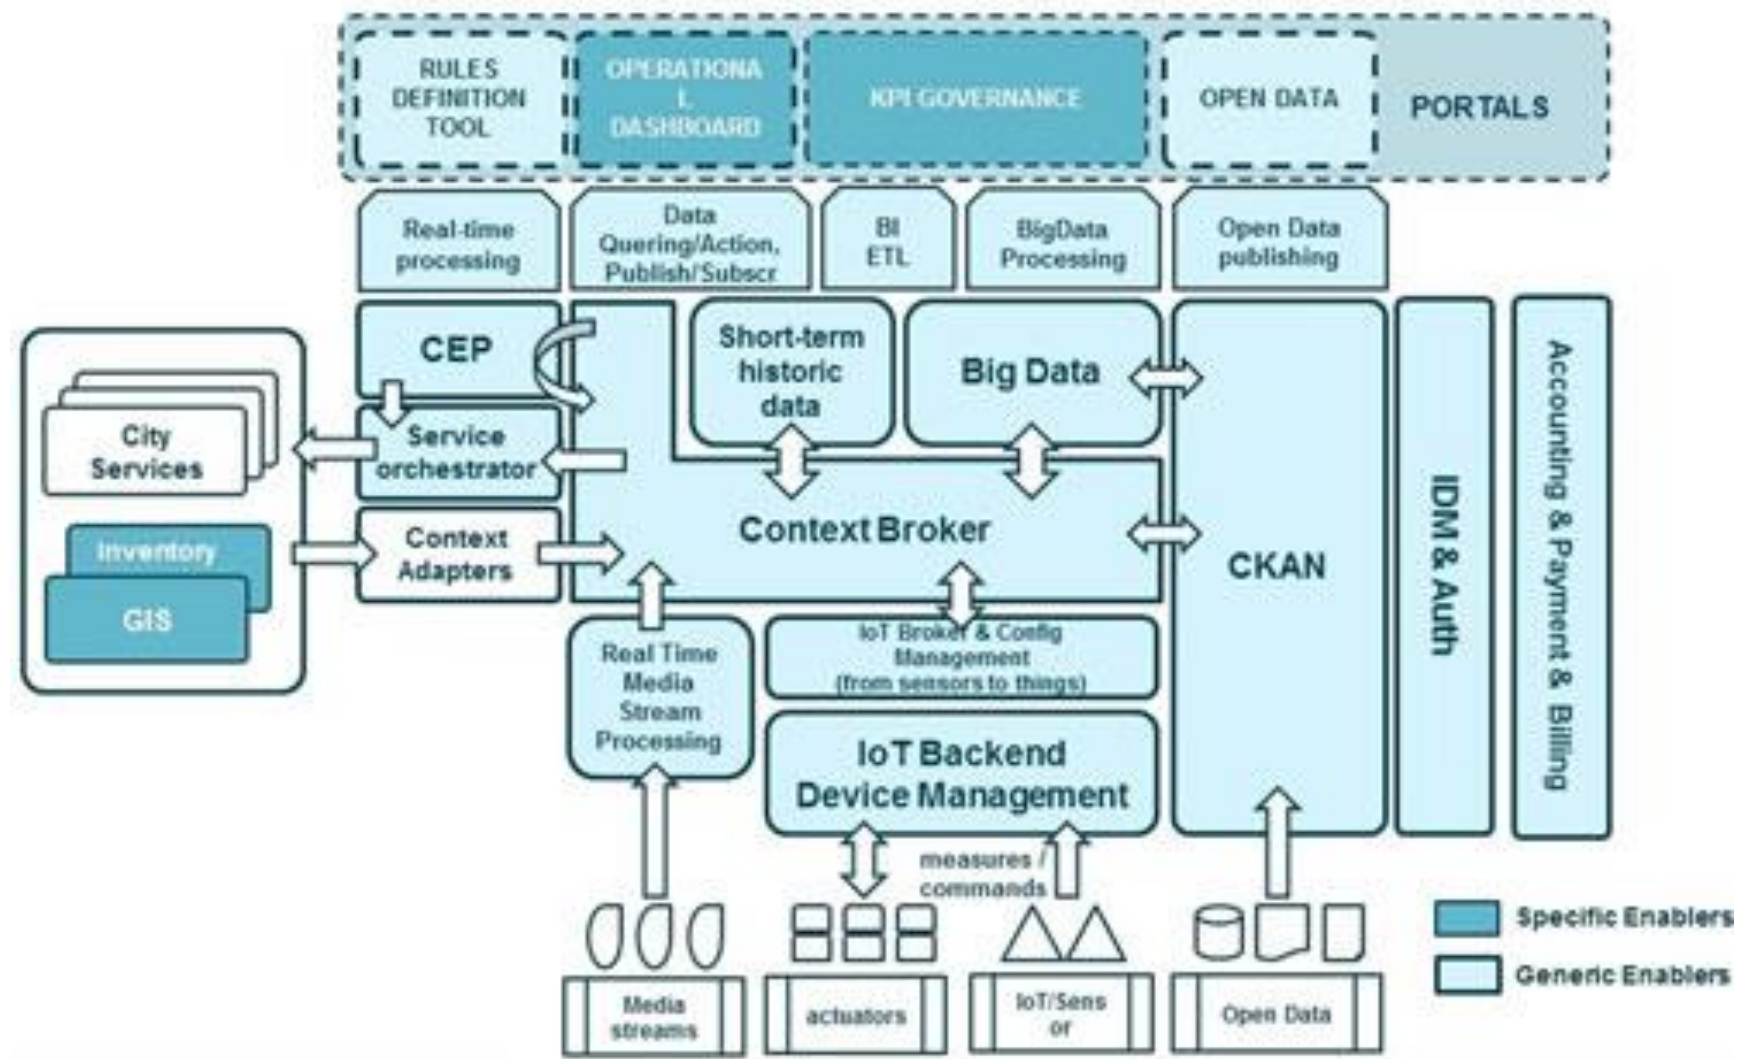 RULES
DEFINITION
TOOL
OPERATIONA
L
DASHBOARD
KPI GOVERNANCE
OPEN DATA
PORTALS
Real-time
processing
Data
Quering/Action,
Publish/Subscr
BI
ETL
BigData
Processing
Open Data
publishing
CEP
Short-term
historic
data
Big Data
City
Services
Service
orchestrator
Inventory
GIS
Context
Adapters
Context Broker
CKAN
IDM & Auth
Accounting & Payment & Billing
Real Time
Media
Stream
Processing
IoT Broker & Config
Management
(from sensors to things)
IoT Backend
Device Management
measures /
commands
Media
streams
actuators
IoT/Sens
or
Open Data
Specific Enablers
Generic Enablers